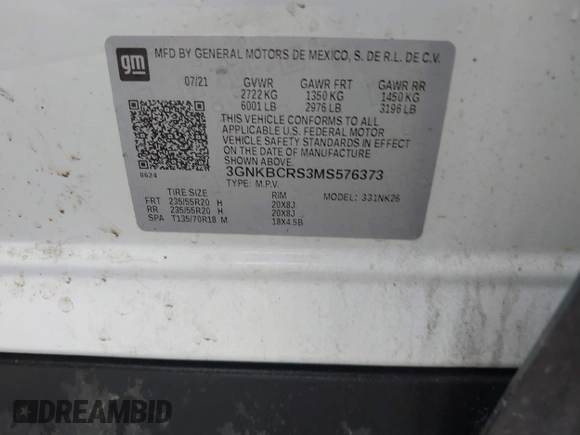 gm
MFD BY GENERAL MOTORS DE MEXICO, S. DE R.L. DE C.V.
07/21 GVWR GAWR FRT GAWR RR
2722 KG 1350 KG 1450 KG
6001 LB 2976 LB 3196 LB
THIS VEHICLE CONFORMS TO ALL
APPLICABLE U.S. FEDERAL MOTOR
VEHICLE SAFETY STANDARDS IN EFFECT
ON THE DATE OF MANUFACTURE
SHOWN ABOVE.
8624
3GNKBCRS3MS576373
TYPE: M.P.V. MODEL: 331NK26
TIRE SIZE RIM
FRT 235/55R20 H 20X8J
RR 235/55R20 H 20X8J
SPA T135/70R18 M 18X4.5B
DREAMBID